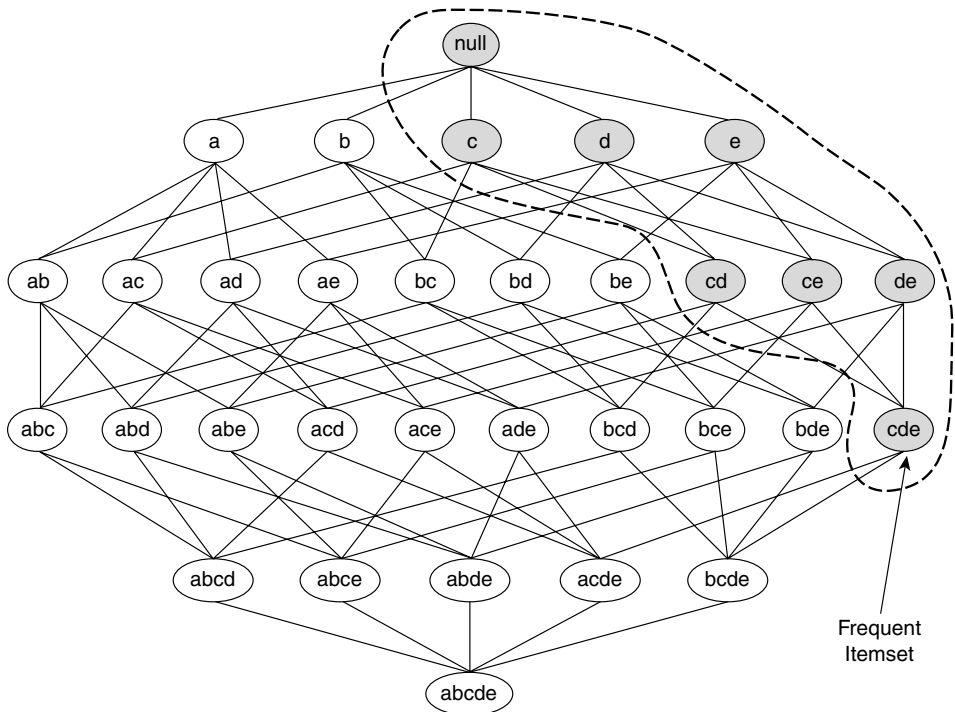 null
a b c d e
ab ac ad ae bc bd be cd ce de
abc abd abe acd ace ade bcd bce bde cde
abcd abce abde acde bcde
Frequent
Itemset
abcde